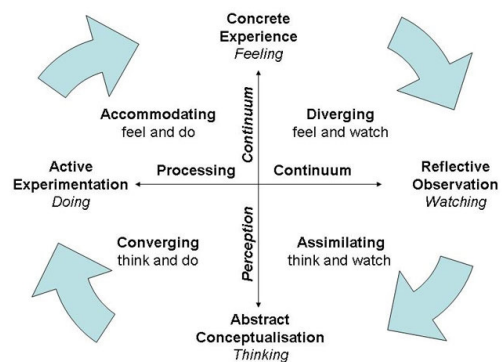 Concrete
Experience
Feeling
Continuum
Accommodating
feel and do
Diverging
feel and watch
Active
Experimentation
Doing
Processing
Continuum
Reflective
Observation
Watching
Perception
Converging
think and do
Assimilating
think and watch
Abstract
Conceptualisation
Thinking